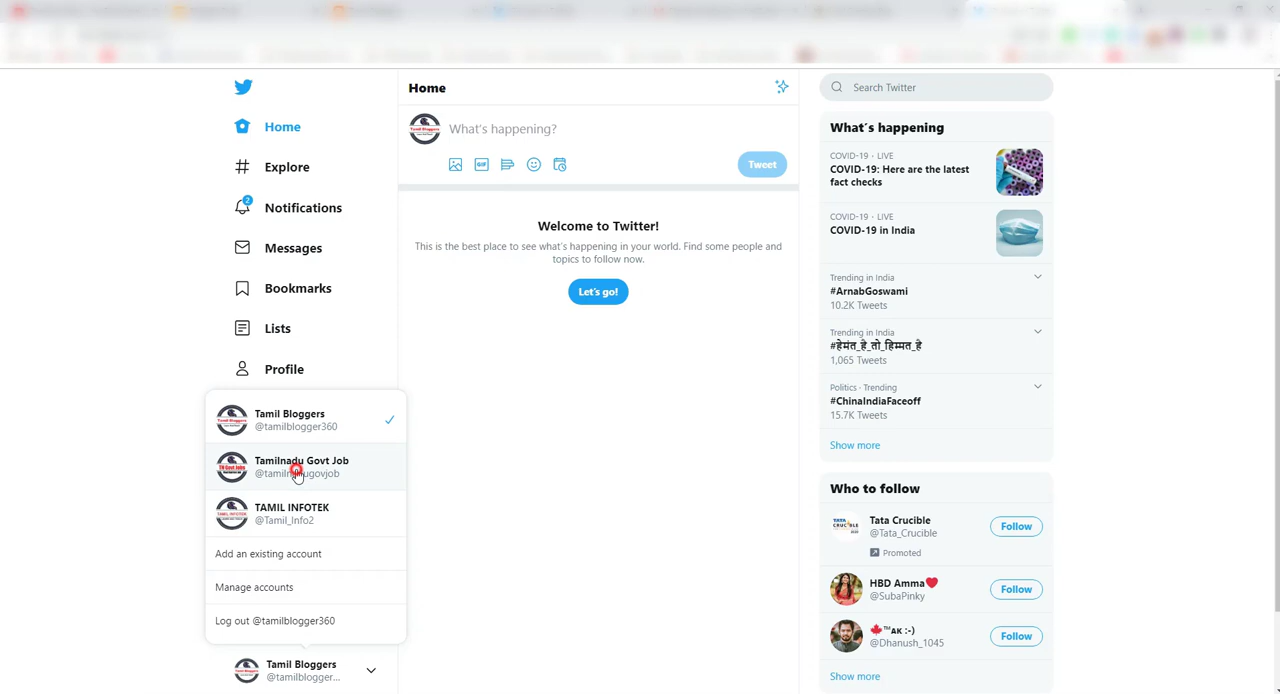 Home
Explore
2
Notifications
Messages
Bookmarks
Lists
Profile
Tamil Bloggers
@tamilblogger360
Tamilnadu Govt Job
TAMIL INFOTEK
@Tamil_Info2
Add an existing account
Manage accounts
Log out @tamilblogger360
Tamil Bloggers
@tamilblogger...
Home
What's happening?
GIF
Tweet
Welcome to Twitter!
This is the best place to see what's happening in your world. Find some people and
topics to follow now.
Let's go!
Search Twitter
What's happening
COVID-19 · LIVE
COVID-19: Here are the latest
fact checks
COVID-19 · LIVE
COVID-19 in India
Trending in India
#ArnabGoswami
10.2K Tweets
Trending in India
#हेमंत_है_तो_हिम्मत_है
1,065 Tweets
Politics · Trending
#ChinaIndiaFaceoff
15.7K Tweets
Show more
Who to follow
TATA
CRUCIBLE
Tata Crucible
@Tata_Crucible
Promoted
Follow
HBD Amma❤️
@SubaPinky
Follow
🍁™ᴀᴋ :-)
@Dhanush_1045
Follow
Show more